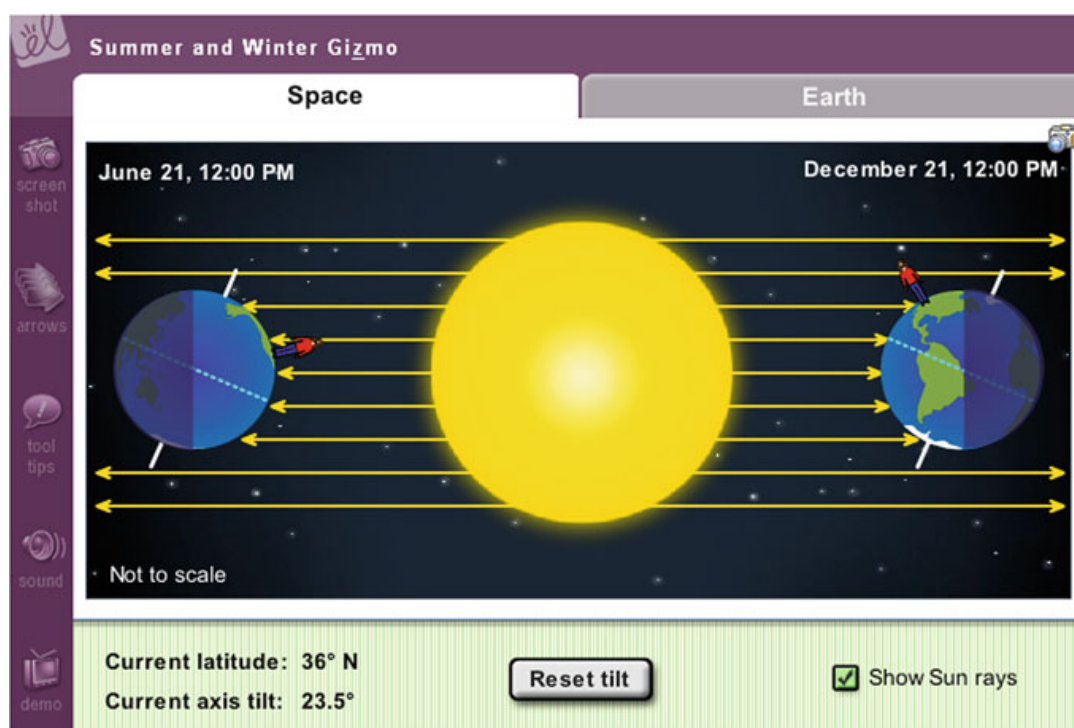 el
Summer and Winter Gizmo
Space
Earth
screen
shot
arrows
tool
tips
sound
demo
June 21, 12:00 PM
December 21, 12:00 PM
Not to scale
Current latitude: 36° N
Current axis tilt: 23.5°
Reset tilt
Show Sun rays